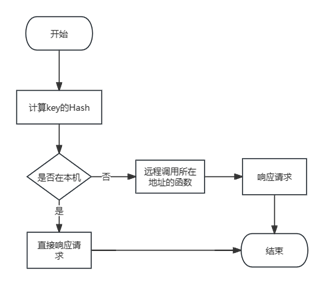 开始
计算key的Hash
是否在本机
否
远程调用所在
地址的函数
响应请求
是
直接响应请
求
结束